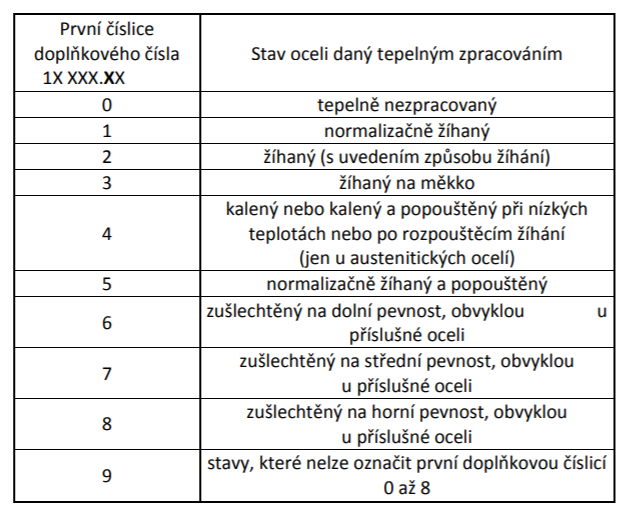 První číslice
doplňkového čísla
1X XXX.XX
Stav oceli daný tepelným zpracováním
0
tepelně nezpracovaný
1
normalizačně žíhaný
2
žíhaný (s uvedením způsobu žíhání)
3
žíhaný na měkko
4
kalený nebo kalený a popouštěný při nízkých
teplotách nebo po rozpouštěcím žíhání
(jen u austenitických ocelí)
5
normalizačně žíhaný a popouštěný
6
zušlechtěný na dolní pevnost, obvyklou u
příslušné oceli
7
zušlechtěný na střední pevnost, obvyklou
u příslušné oceli
8
zušlechtěný na horní pevnost, obvyklou
u příslušné oceli
9
stavy, které nelze označit první doplňkovou číslicí
0 až 8